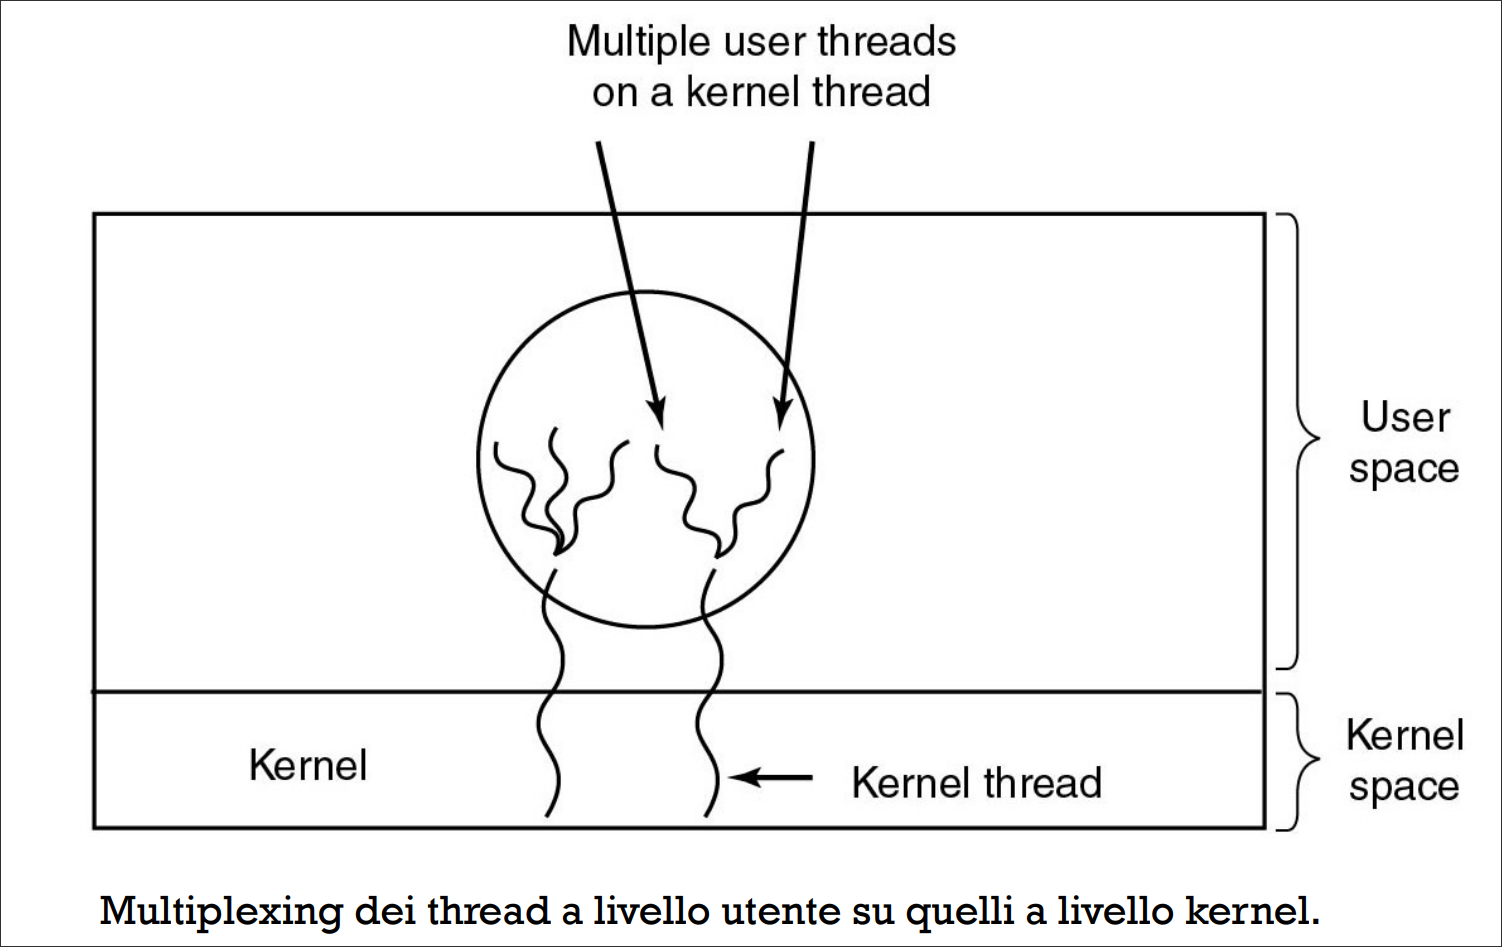 Multiple user threads
on a kernel thread
User
space
Kernel
Kernel thread
Kernel
space
Multiplexing dei thread a livello utente su quelli a livello kernel.